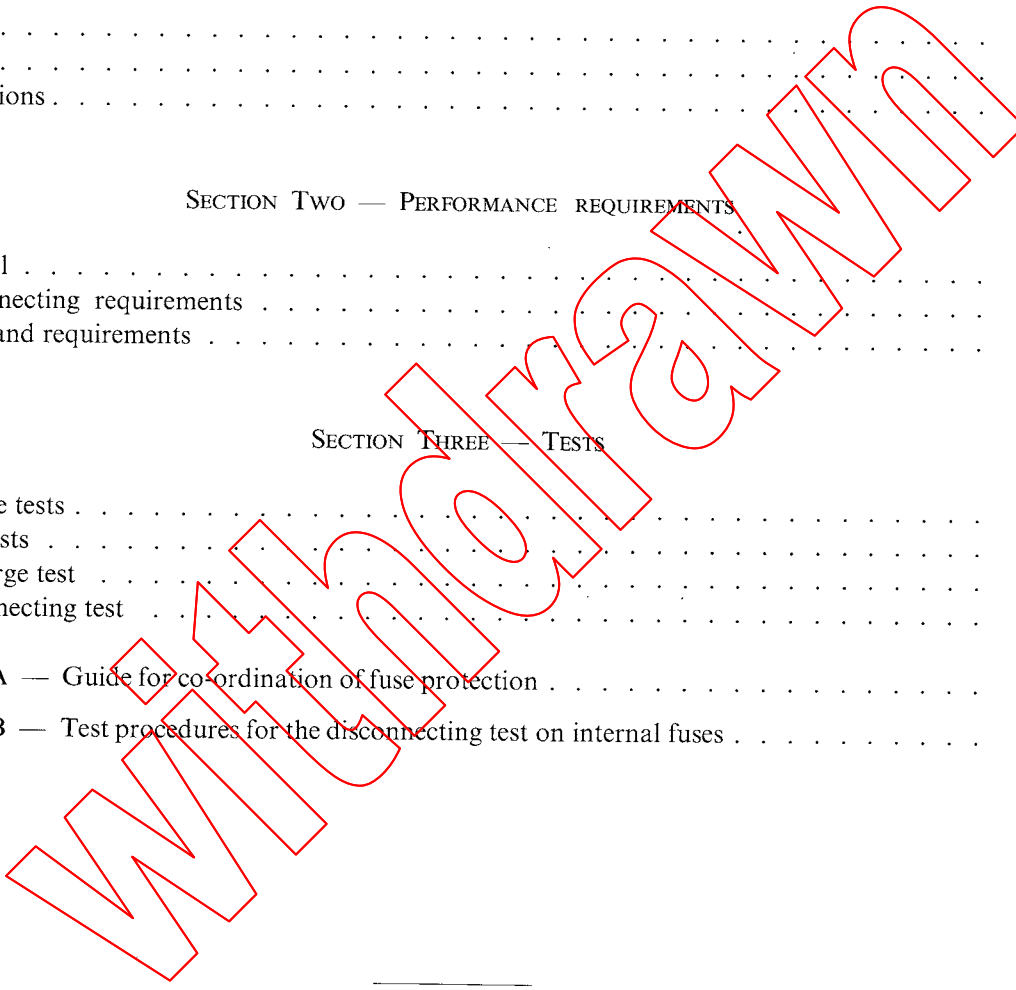 ions . . . . . . . . . . . . . . . . . . . . . . . . . . . . .
SECTION TWO — PERFORMANCE REQUIREMENTS
l . . . . . . . . . . . . . . . . . . . . . . . . . . . . .
necting requirements . . . . . . . . . . . . . . . . . . . .
and requirements . . . . . . . . . . . . . . . . . . . . . .
SECTION THREE — TESTS
e tests . . . . . . . . . . . . . . . . . . . . . . . . . . .
sts . . . . . . . . . . . . . . . . . . . . . . . . . . . .
rge test . . . . . . . . . . . . . . . . . . . . . . . . . .
necting test . . . . . . . . . . . . . . . . . . . . . . . .
A — Guide for co-ordination of fuse protection . . . . . . . . . . . .
B — Test procedures for the disconnecting test on internal fuses . . . . . . . .
withdrawn